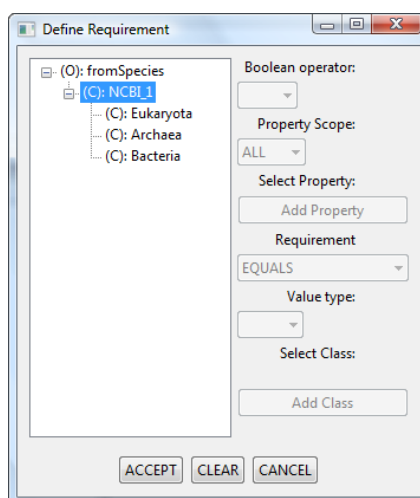 Define Requirement
(O): fromSpecies
(C): NCBI_1
(C): Eukaryota
(C): Archaea
(C): Bacteria
Boolean operator:
Property Scope:
ALL
Select Property:
Add Property
Requirement
EQUALS
Value type:
Select Class:
Add Class
ACCEPT CLEAR CANCEL